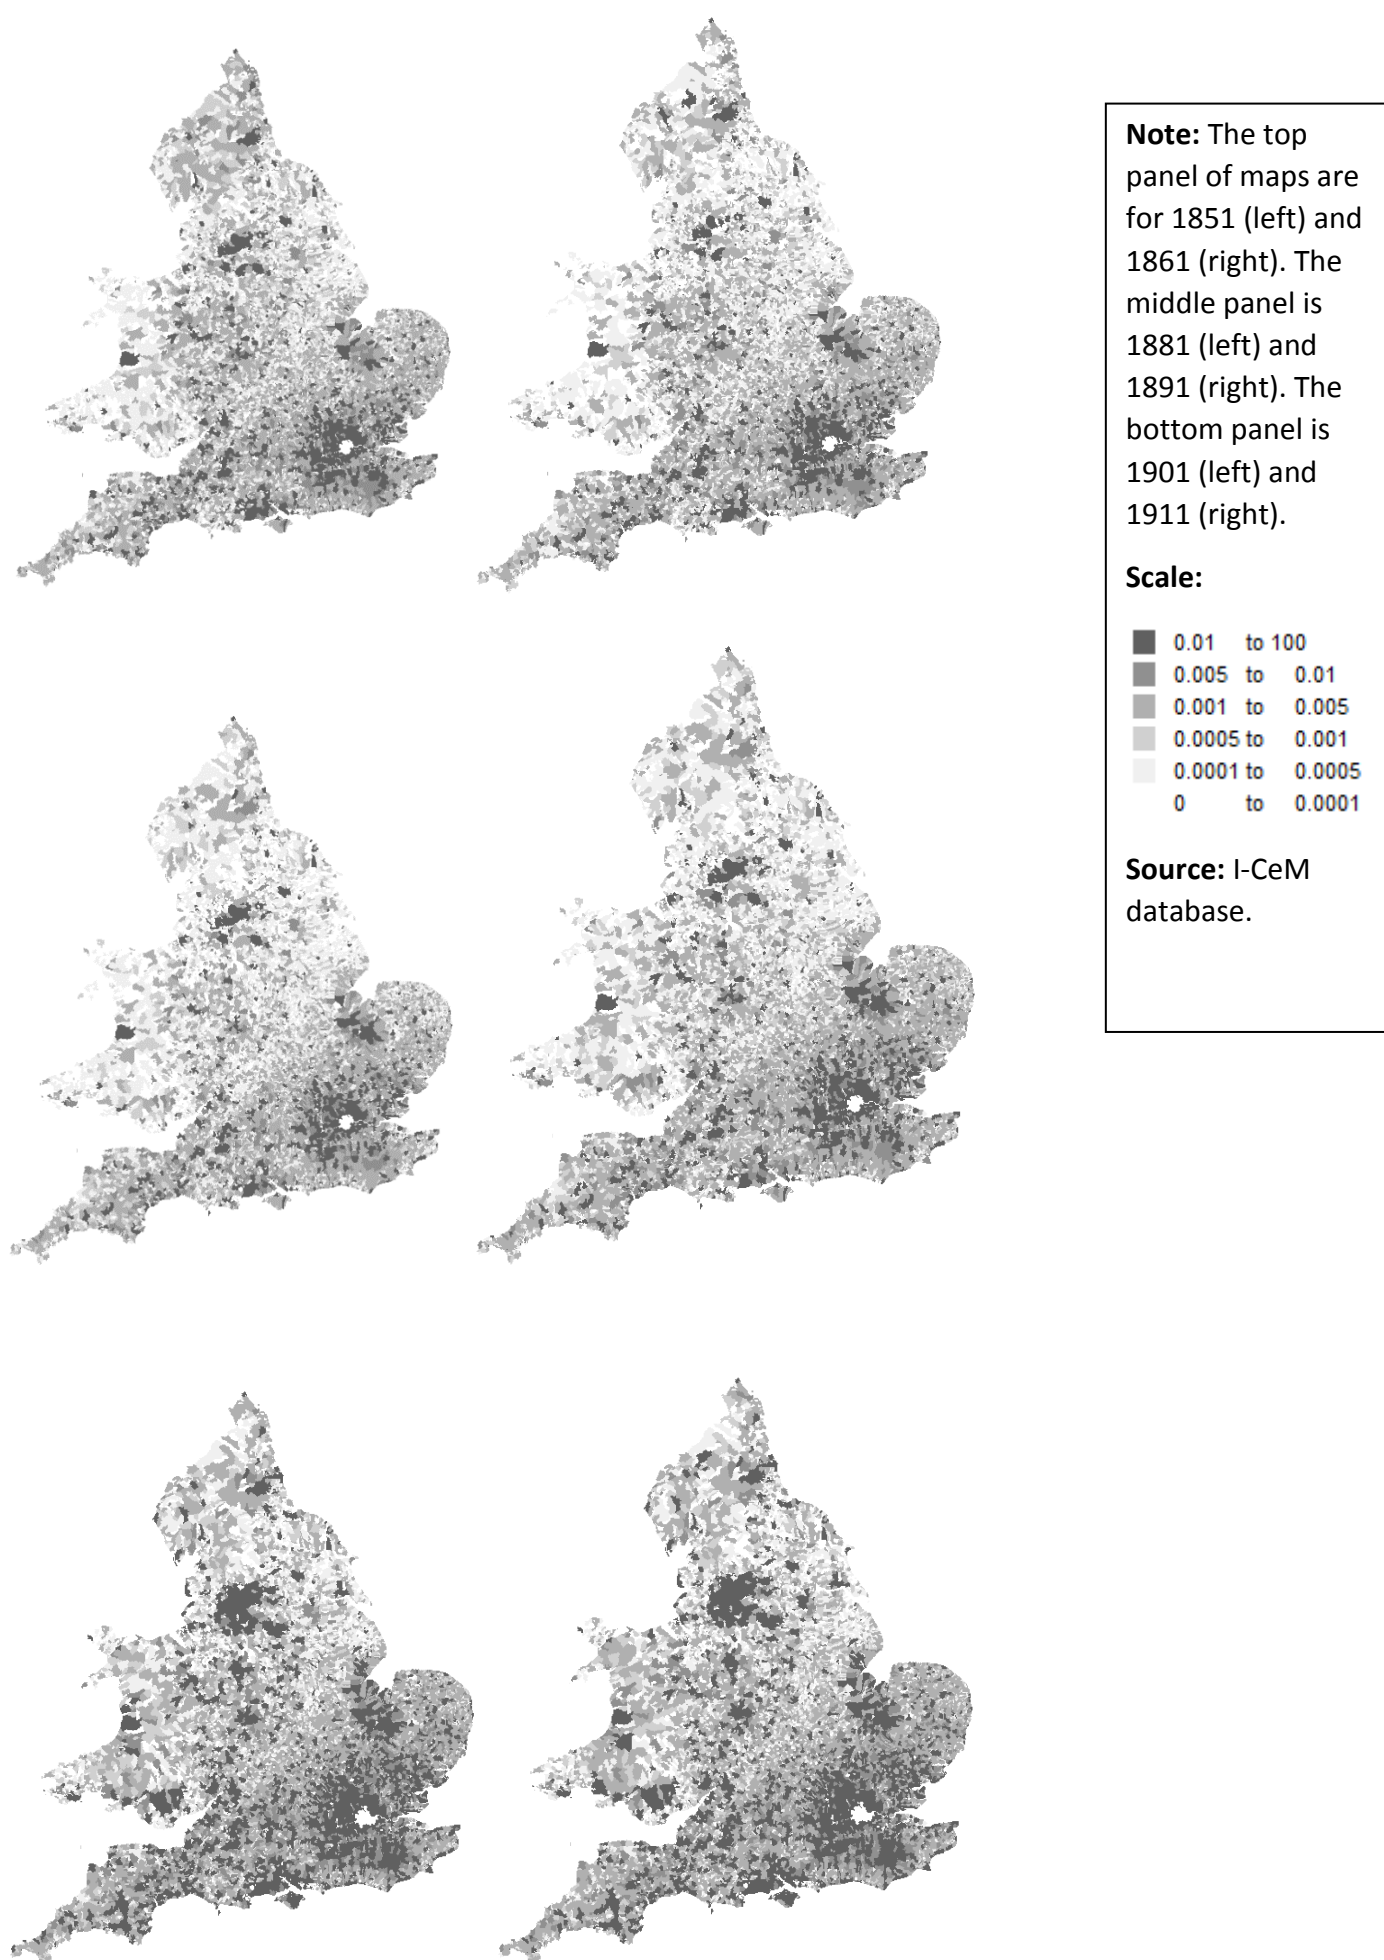 Note: The top
panel of maps are
for 1851 (left) and
1861 (right). The
middle panel is
1881 (left) and
1891 (right). The
bottom panel is
1901 (left) and
1911 (right).
Scale:
0.01 to 100
0.005 to 0.01
0.001 to 0.005
0.0005 to 0.001
0.0001 to 0.0005
0 to 0.0001
Source: I-CeM
database.